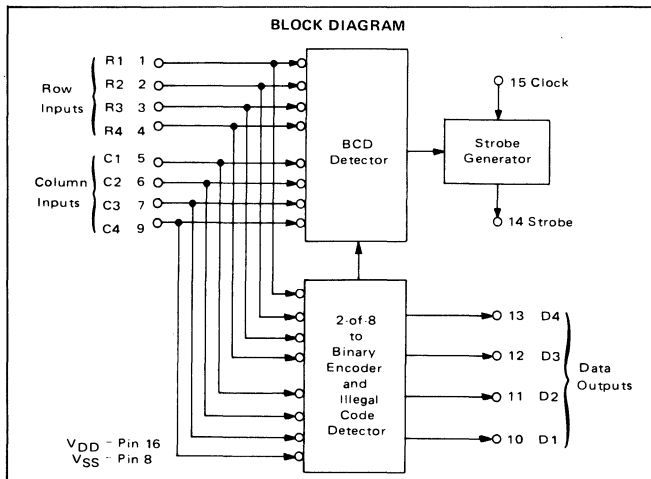 BLOCK DIAGRAM
Row
Inputs
R1 1
R2 2
R3 3
R4 4
Column
Inputs
C1 5
C2 6
C3 7
C4 9
BCD
Detector
15 Clock
Strobe
Generator
14 Strobe
2-of-8
to
Binary
Encoder
and
Illegal
Code
Detector
13 D4
12 D3
11 D2
10 D1
Data
Outputs
VDD - Pin 16
VSS - Pin 8